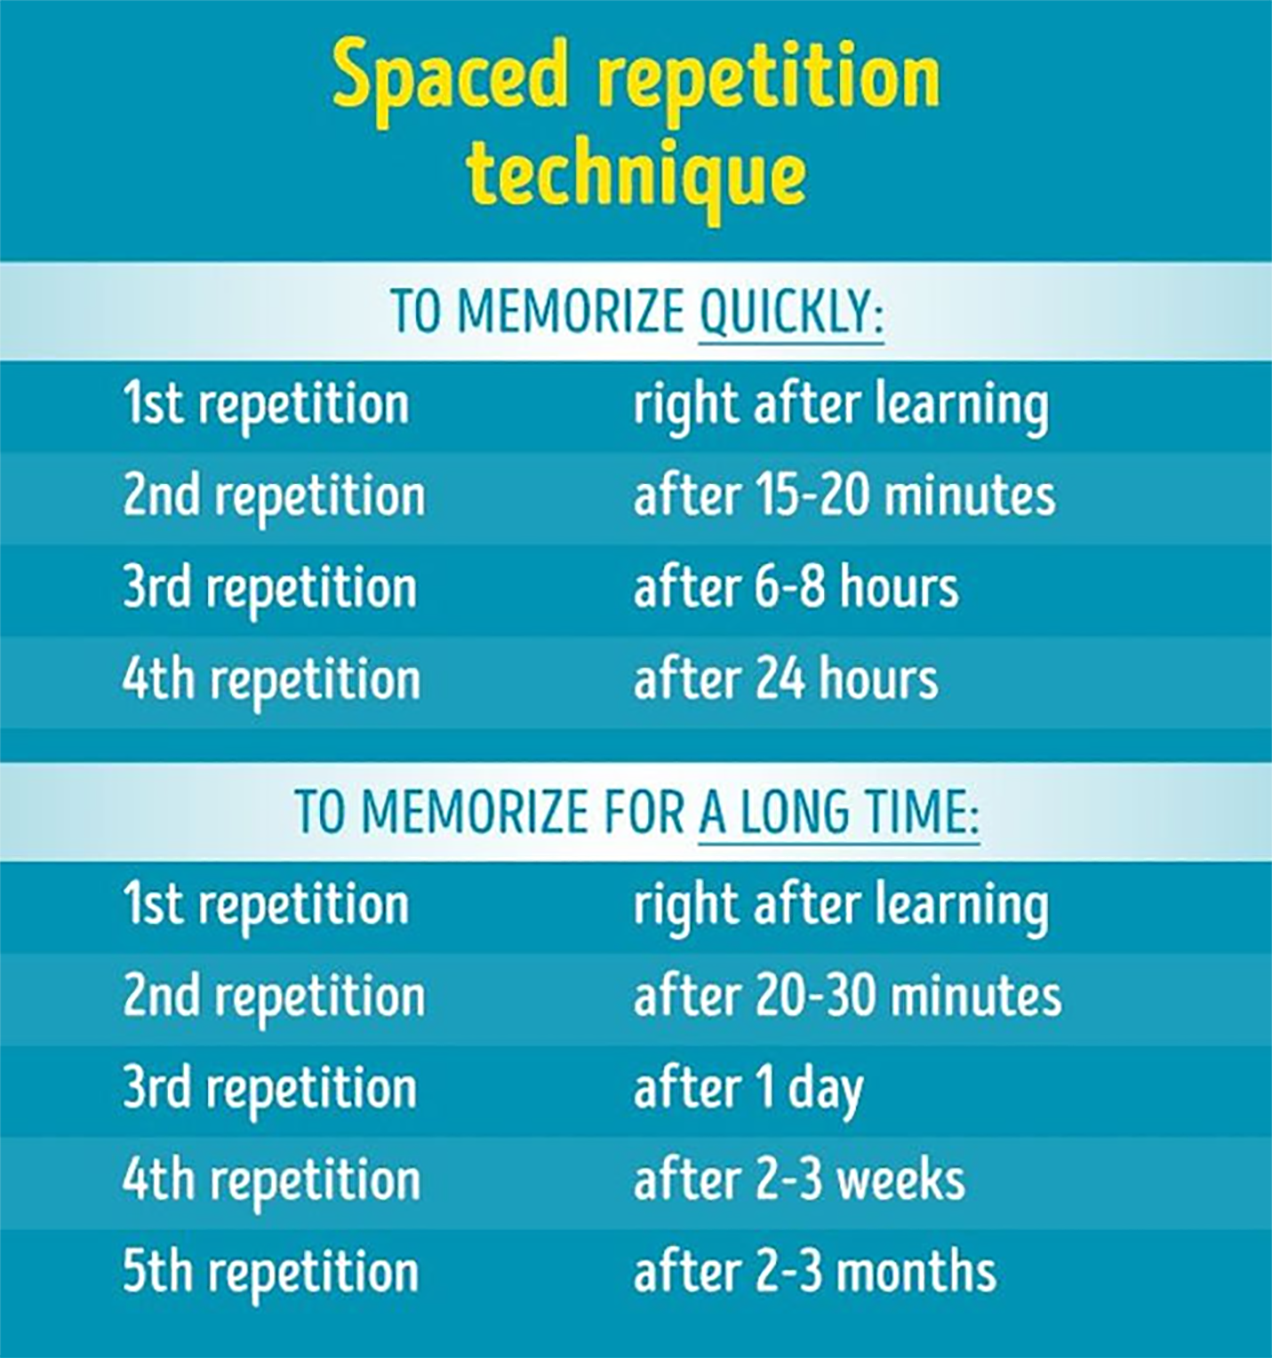 Spaced repetition
technique
TO MEMORIZE QUICKLY:
1st repetition right after learning
2nd repetition after 15-20 minutes
3rd repetition after 6-8 hours
4th repetition after 24 hours
TO MEMORIZE FOR A LONG TIME:
1st repetition right after learning
2nd repetition after 20-30 minutes
3rd repetition after 1 day
4th repetition after 2-3 weeks
5th repetition after 2-3 months